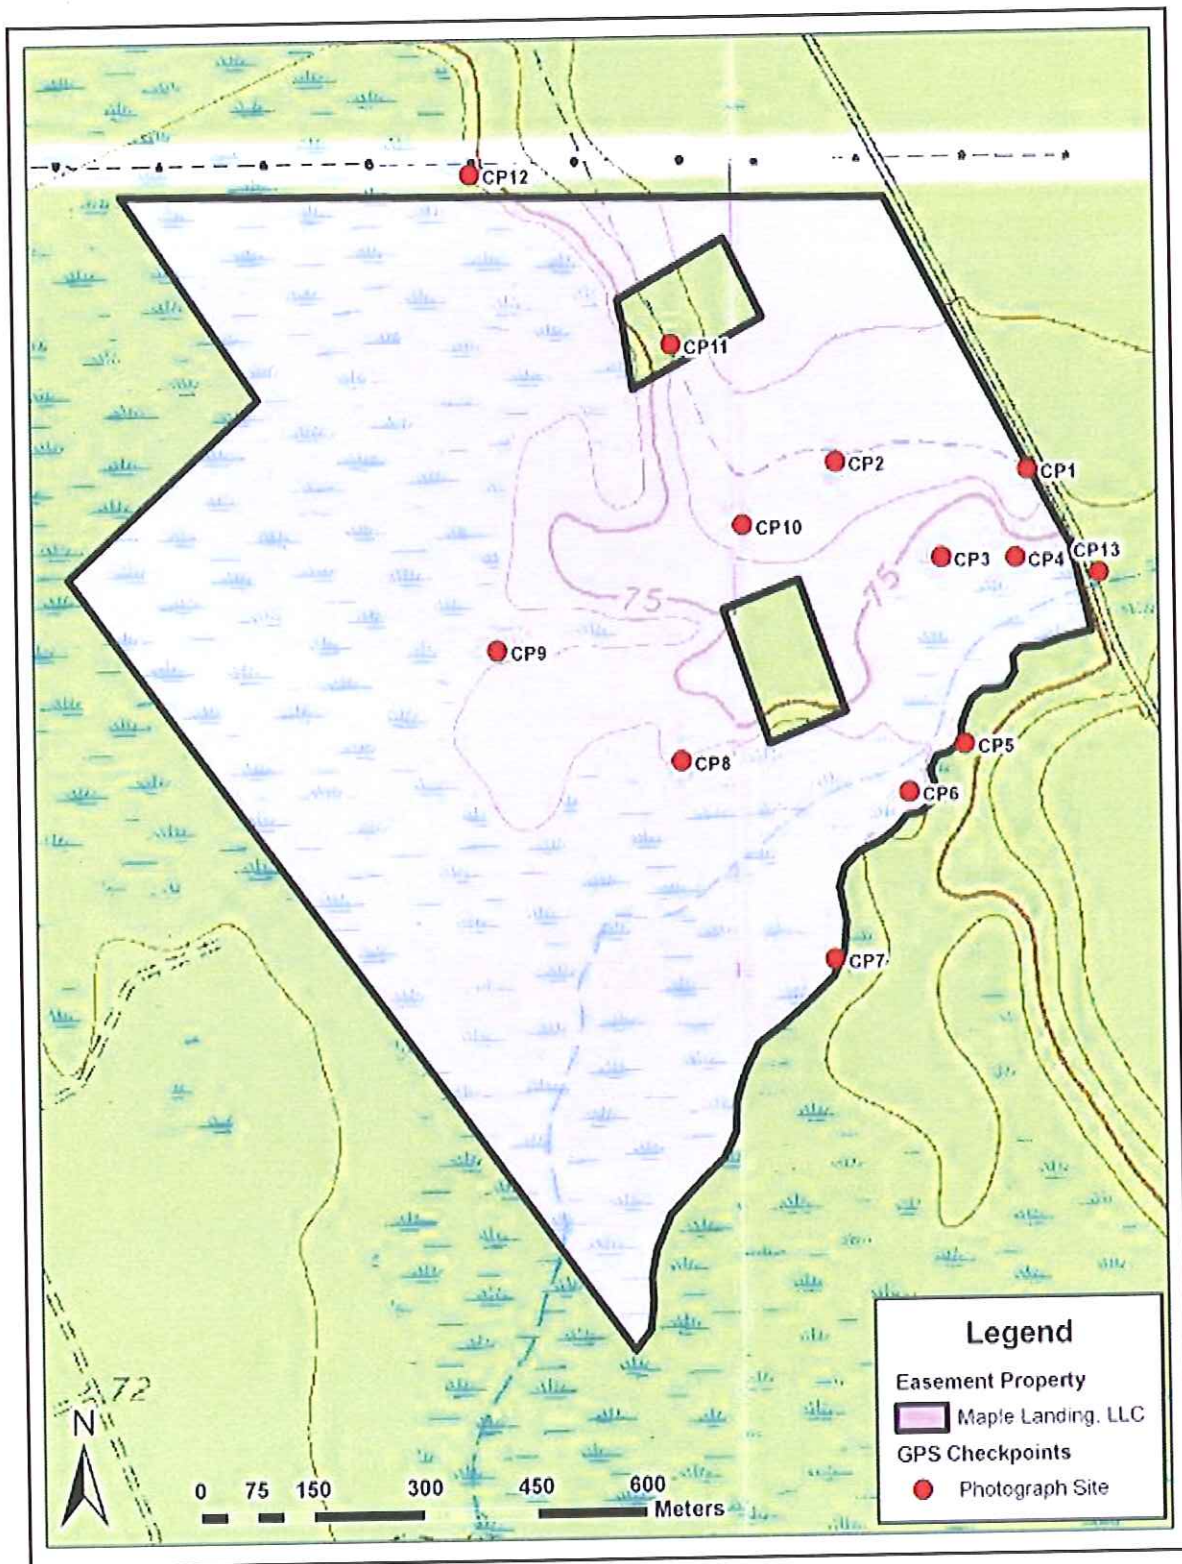 CP12
CP11
CP2
CP1
CP10
CP13
CP3
CP4
75
75
CP9
CP5
CP8
CP6
CP7
72
N
0 75 150 300 450 600
Meters
Legend
Easement Property
Maple Landing, LLC
GPS Checkpoints
Photograph Site